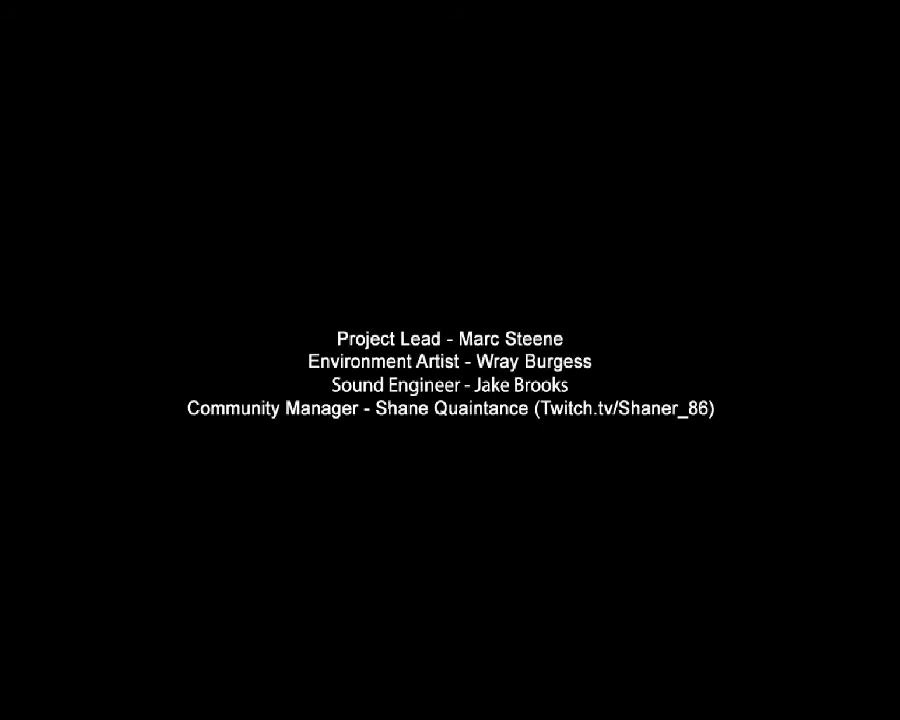 Project Lead - Marc Steene
Environment Artist - Wray Burgess
Sound Engineer - Jake Brooks
Community Manager - Shane Quaintance (Twitch.tv/Shaner_86)